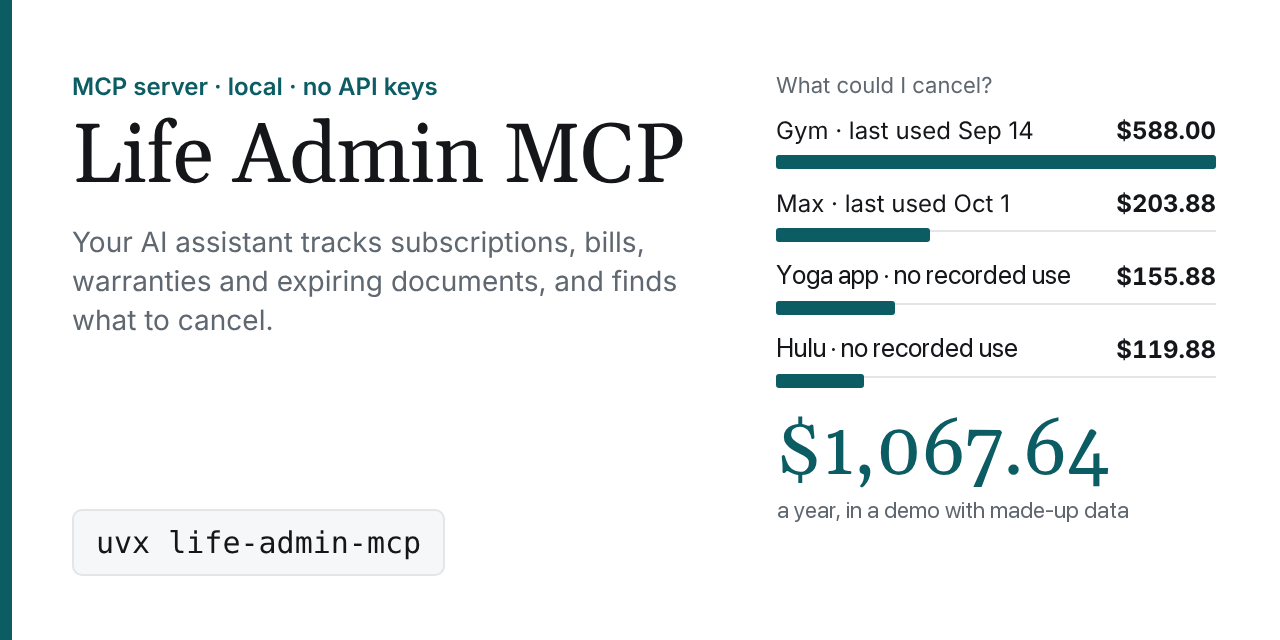 MCP server · local · no API keys
Life Admin MCP
Your AI assistant tracks subscriptions, bills,
warranties and expiring documents, and finds
what to cancel.
uvx life-admin-mcp
What could I cancel?
Gym · last used Sep 14 $588.00
Max · last used Oct 1 $203.88
Yoga app · no recorded use $155.88
Hulu · no recorded use $119.88
$1,067.64
a year, in a demo with made-up data